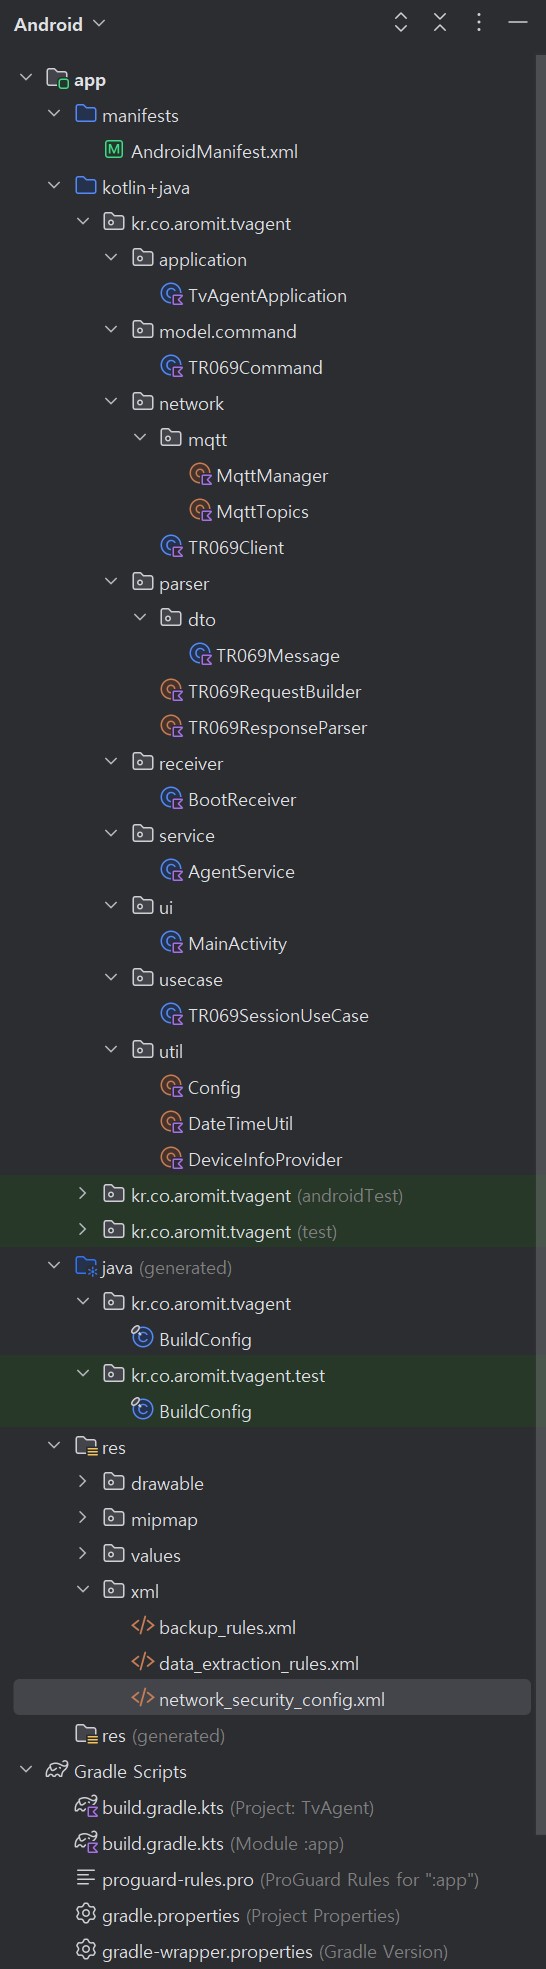 Android
app
manifests
AndroidManifest.xml
kotlin+java
kr.co.aromit.tvagent
application
TvAgentApplication
model.command
TR069Command
network
mqtt
MqttManager
MqttTopics
TR069Client
parser
dto
TR069Message
TR069RequestBuilder
TR069ResponseParser
receiver
BootReceiver
service
AgentService
ui
MainActivity
usecase
TR069SessionUseCase
util
Config
DateTimeUtil
DeviceInfoProvider
kr.co.aromit.tvagent (androidTest)
kr.co.aromit.tvagent (test)
java (generated)
kr.co.aromit.tvagent
BuildConfig
kr.co.aromit.tvagent.test
BuildConfig
res
drawable
mipmap
values
xml
backup_rules.xml
data_extraction_rules.xml
network_security_config.xml
res (generated)
Gradle Scripts
build.gradle.kts (Project: TvAgent)
build.gradle.kts (Module :app)
proguard-rules.pro (ProGuard Rules for ":app")
gradle.properties (Project Properties)
gradle-wrapper.properties (Gradle Version)